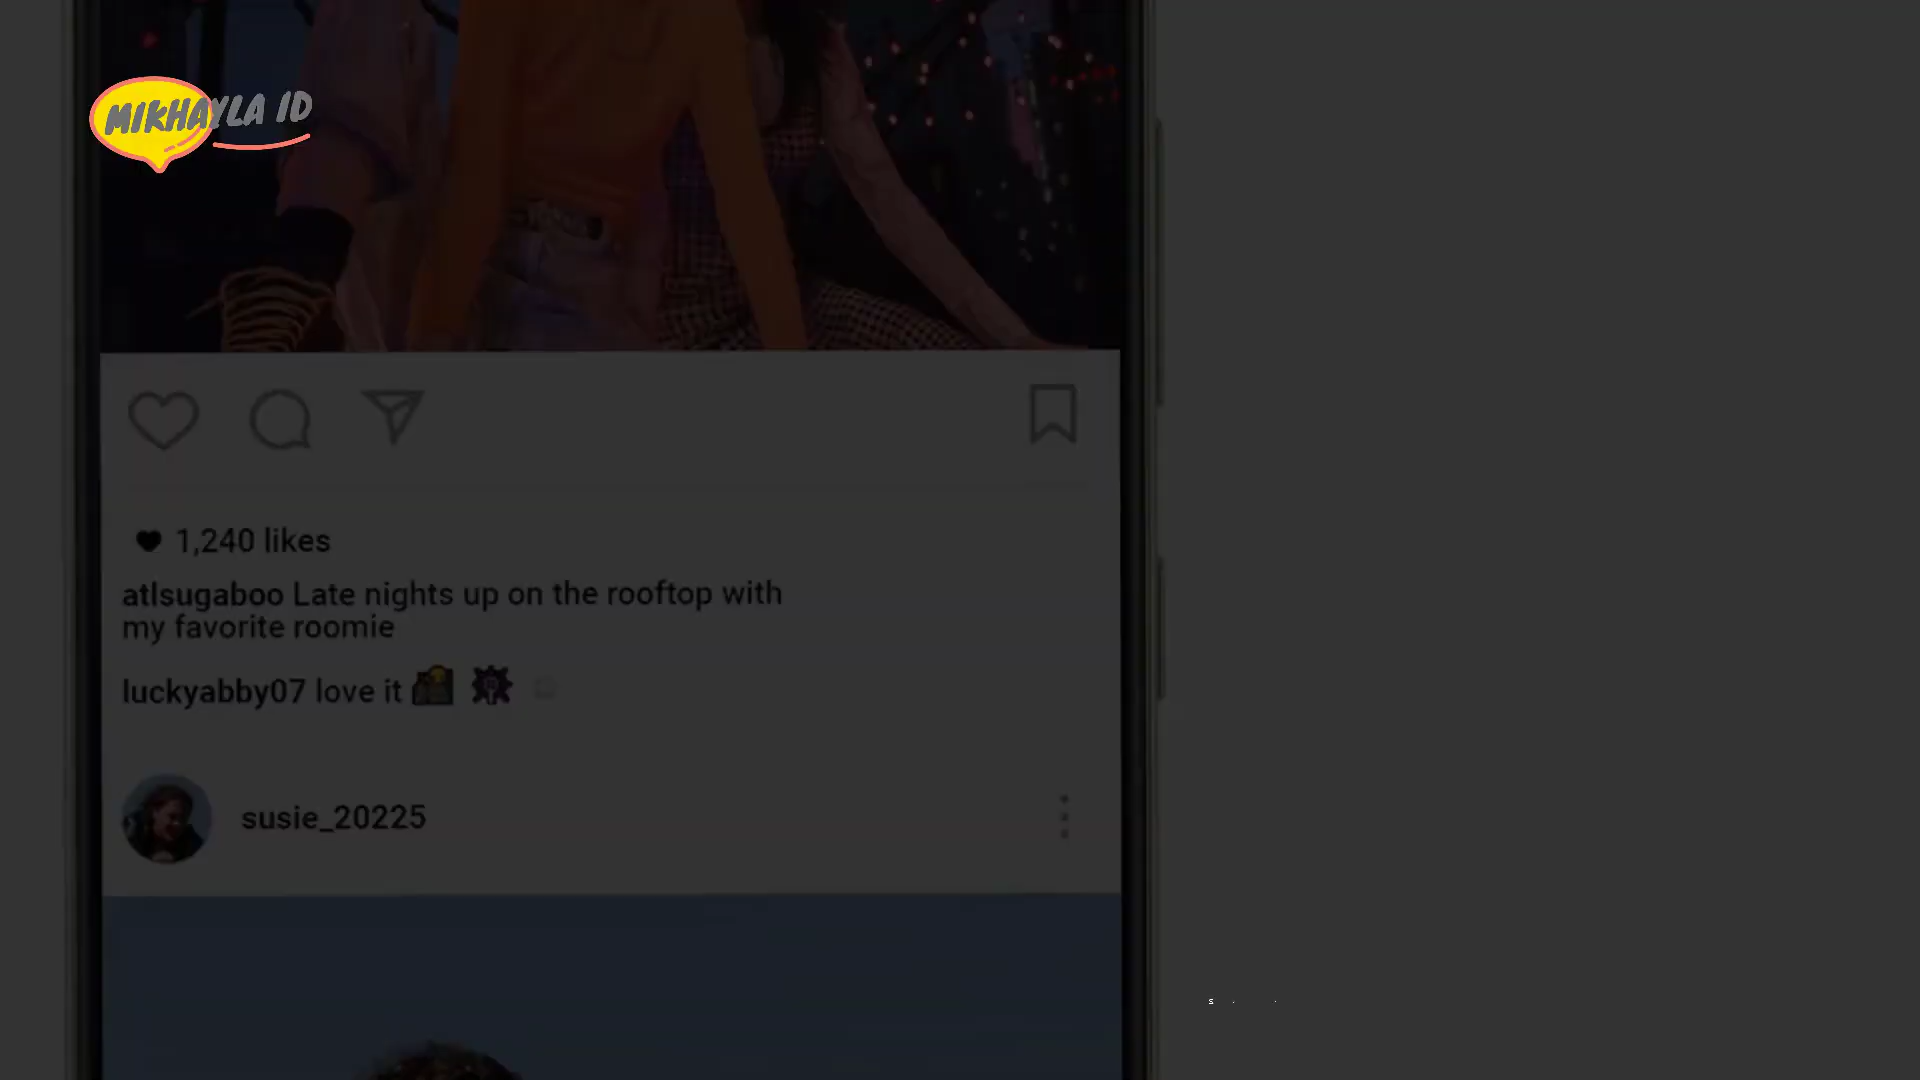 MIKHAYLA ID
1,240 likes
atlsugaboo Late nights up on the rooftop with
my favorite roomie
luckyabby07 love it
susie_20225